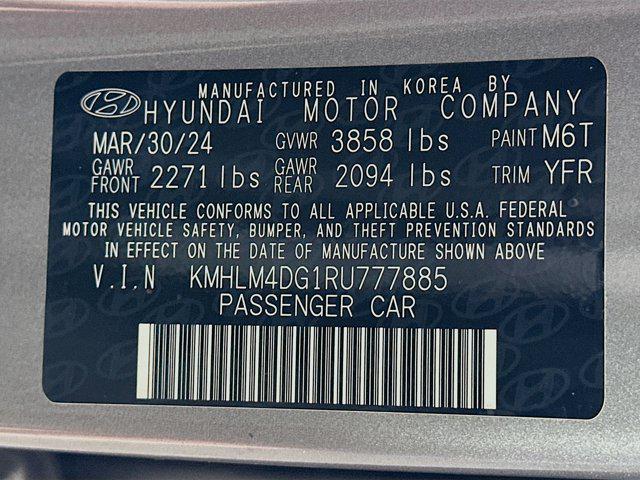 MANUFACTURED IN KOREA BY
HYUNDAI MOTOR COMPANY
MAR/30/24 GVWR 3858 lbs PAINT M6T
GAWR FRONT 2271 lbs GAWR REAR 2094 lbs TRIM YFR
THIS VEHICLE CONFORMS TO ALL APPLICABLE U.S.A. FEDERAL
MOTOR VEHICLE SAFETY, BUMPER, AND THEFT PREVENTION STANDARDS
IN EFFECT ON THE DATE OF MANUFACTURE SHOWN ABOVE
V.I.N KMHLM4DG1RU777885
PASSENGER CAR